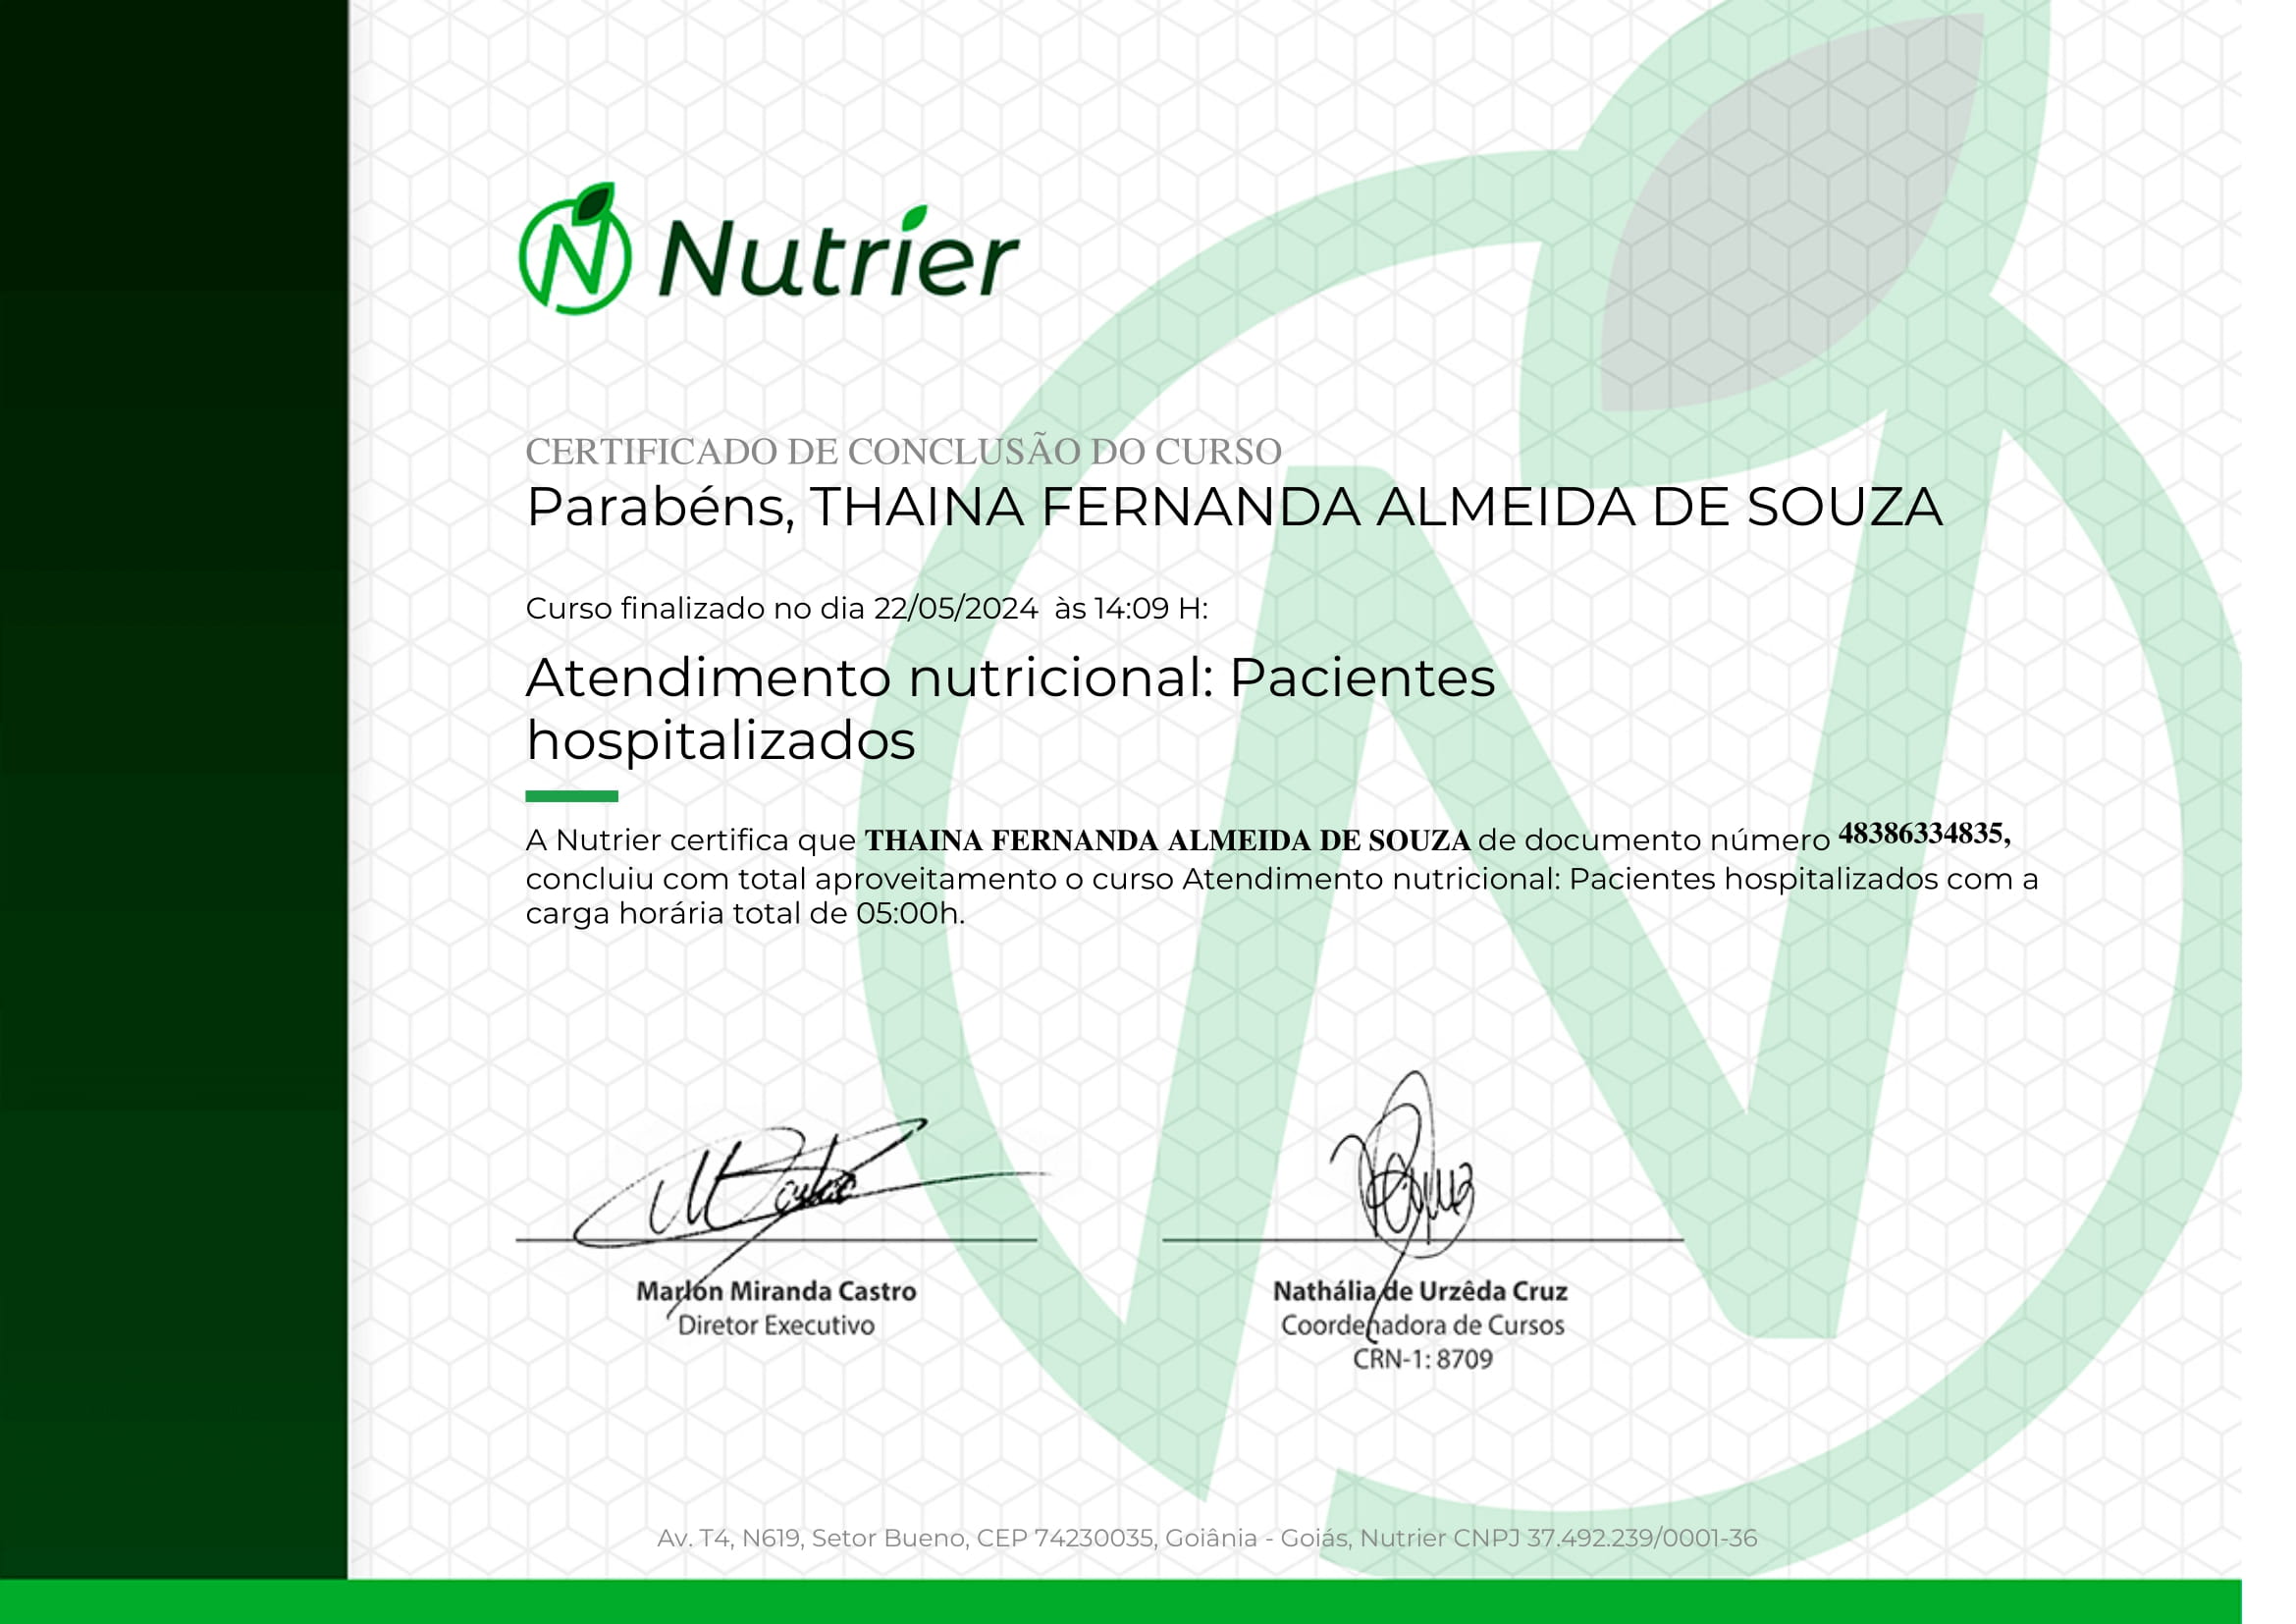 Nutrier
CERTIFICADO DE CONCLUSÃO DO CURSO
Parabéns, THAINA FERNANDA ALMEIDA DE SOUZA
Curso finalizado no dia 22/05/2024 às 14:09 H:
Atendimento nutricional: Pacientes
hospitalizados
A Nutrier certifica que THAINA FERNANDA ALMEIDA DE SOUZA de documento número 48386334835,
concluiu com total aproveitamento o curso Atendimento nutricional: Pacientes hospitalizados com a
carga horária total de 05:00h.
Marlon Miranda Castro
Diretor Executivo
Nathália de Urzêda Cruz
Coordenadora de Cursos
CRN-1: 8709
Av. T4, N619, Setor Bueno, CEP 74230035, Goiânia - Goiás, Nutrier CNPJ 37.492.239/0001-36